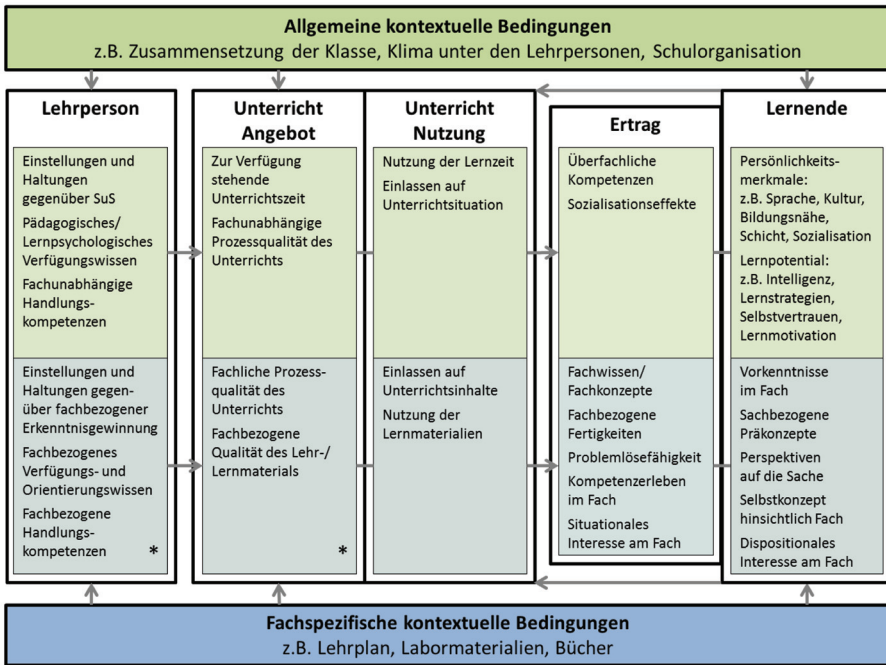 Allgemeine kontextuelle Bedingungen
z.B. Zusammensetzung der Klasse, Klima unter den Lehrpersonen, Schulorganisation
Lehrperson
Einstellungen und
Haltungen
gegenüber SuS
Pädagogisches/
Lernpsychologisches
Verfügungswissen
Fachunabhängige
Handlungs-
kompetenzen
Einstellungen und
Haltungen gegen-
über fachbezogener
Erkenntnisgewinnung
Fachbezogenes
Verfügungs- und
Orientierungswissen
Fachbezogene
Handlungs-
kompetenzen *
Unterricht
Angebot
Zur Verfügung
stehende
Unterrichtszeit
Fachunabhängige
Prozessqualität des
Unterrichts
Fachliche Prozess-
qualität des
Unterrichts
Fachbezogene
Qualität des Lehr-/
Lernmaterials
*
Unterricht
Nutzung
Nutzung der Lernzeit
Einlassen auf
Unterrichtsituation
Einlassen auf
Unterrichtsinhalte
Nutzung der
Lernmaterialien
Ertrag
Überfachliche
Kompetenzen
Sozialisationseffekte
Fachwissen/
Fachkonzepte
Fachbezogene
Fertigkeiten
Problemlösefähigkeit
Kompetenzerleben
im Fach
Situationales
Interesse am Fach
Lernende
Persönlichkeits-
merkmale:
z.B. Sprache, Kultur,
Bildungsnähe,
Schicht, Sozialisation
Lernpotential:
z.B. Intelligenz,
Lernstrategien,
Selbstvertrauen,
Lernmotivation
Vorkenntnisse
im Fach
Sachbezogene
Präkonzepte
Perspektiven
auf die Sache
Selbstkonzept
hinsichtlich Fach
Dispositionales
Interesse am Fach
Fachspezifische kontextuelle Bedingungen
z.B. Lehrplan, Labormaterialien, Bücher